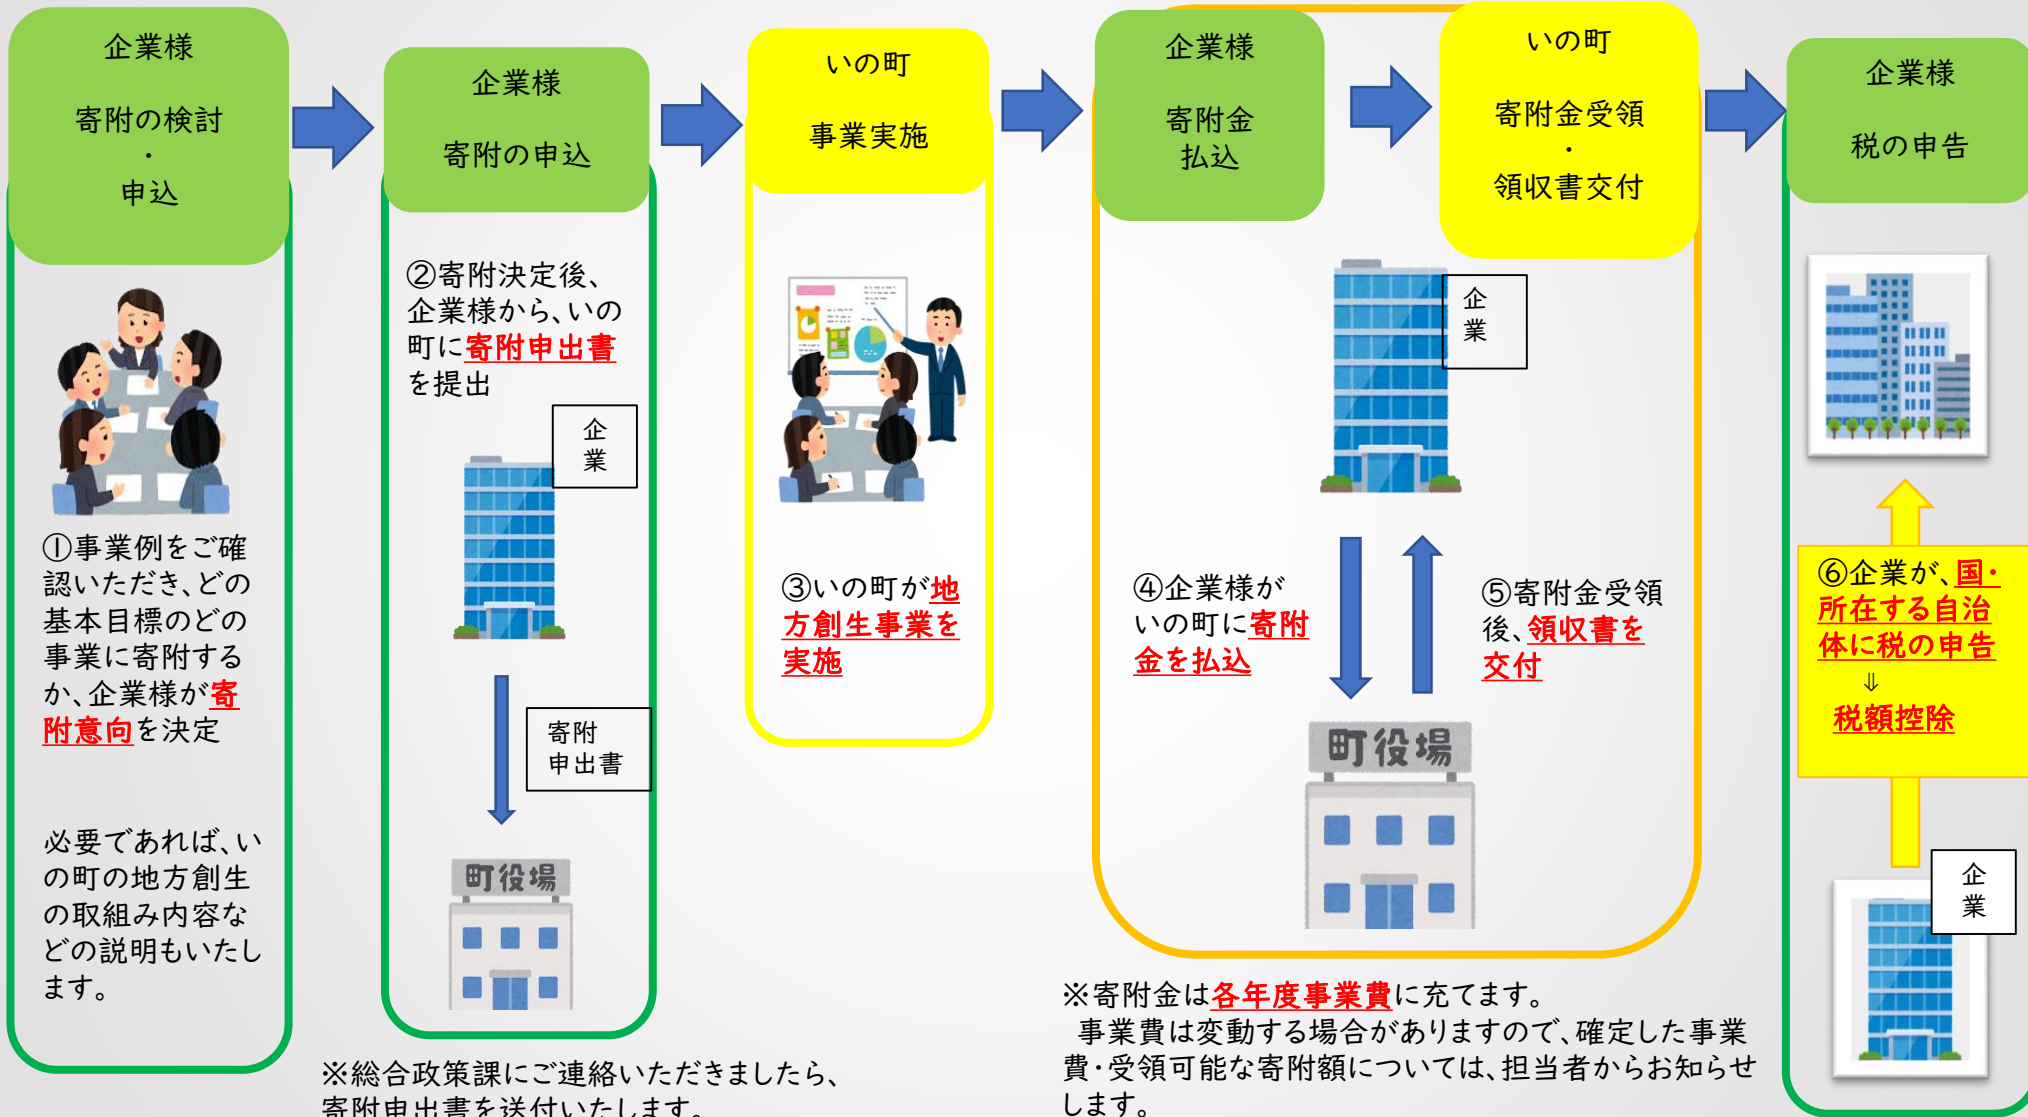 企業様
寄附の検討
・
申込
①事業例をご確
認いただき、どの
基本目標のどの
事業に寄附する
か、企業様が寄
附意向を決定
必要であれば、い
の町の地方創生
の取組み内容な
どの説明もいたし
ます。
企業様
寄附の申込
②寄附決定後、
企業様から、いの
町に寄附申出書
を提出
企
業
寄附
申出書
町役場
※総合政策課にご連絡いただきましたら、
寄附申出書を送付いたします。
いの町
事業実施
③いの町が地
方創生事業を
実施
企業様
寄附金
払込
いの町
寄附金受領
・
領収書交付
企
業
④企業様が
いの町に寄附
金を払込
⑤寄附金受領
後、領収書を
交付
町役場
※寄附金は各年度事業費に充てます。
事業費は変動する場合がありますので、確定した事業
費・受領可能な寄附額については、担当者からお知らせ
します。
企業様
税の申告
⑥企業が、国・
所在する自治
体に税の申告
⇓
税額控除
企
業